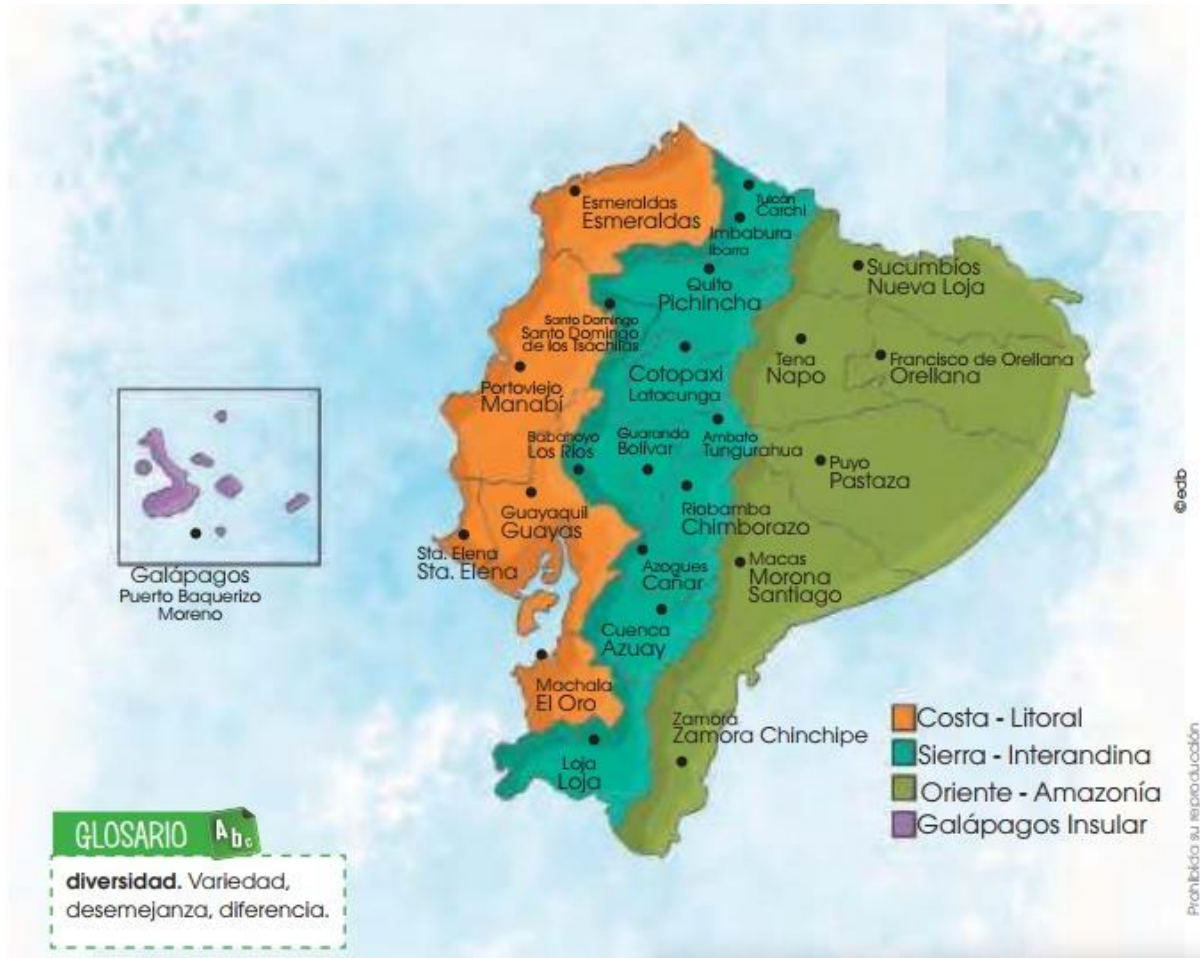 Esmeraldas
Esmeraldas
Tulcán
Carchi
Imbabura
Ibarra
Quito
Pichincha
Sucumbíos
Nueva Loja
Santo Domingo
Santo Domingo
de los Tsáchilas
Cotopaxi
Latacunga
Tena
Napo
Francisco de Orellana
Orellana
Portoviejo
Manabí
Babahoyo
Los Ríos
Guaranda
Bolívar
Ambato
Tungurahua
Puyo
Pastaza
Guayaquil
Guayas
Riobamba
Chimborazo
Sta. Elena
Sta. Elena
Azogues
Cañar
Macas
Morona
Santiago
Cuenca
Azuay
Machala
El Oro
Zamora
Zamora Chinchipe
Loja
Loja
Galápagos
Puerto Baquerizo
Moreno
Costa - Litoral
Sierra - Interandina
Oriente - Amazonía
Galápagos Insular
GLOSARIO Abc
diversidad. Variedad,
desemejanza, diferencia.
©edb
Prohibida su reproducción